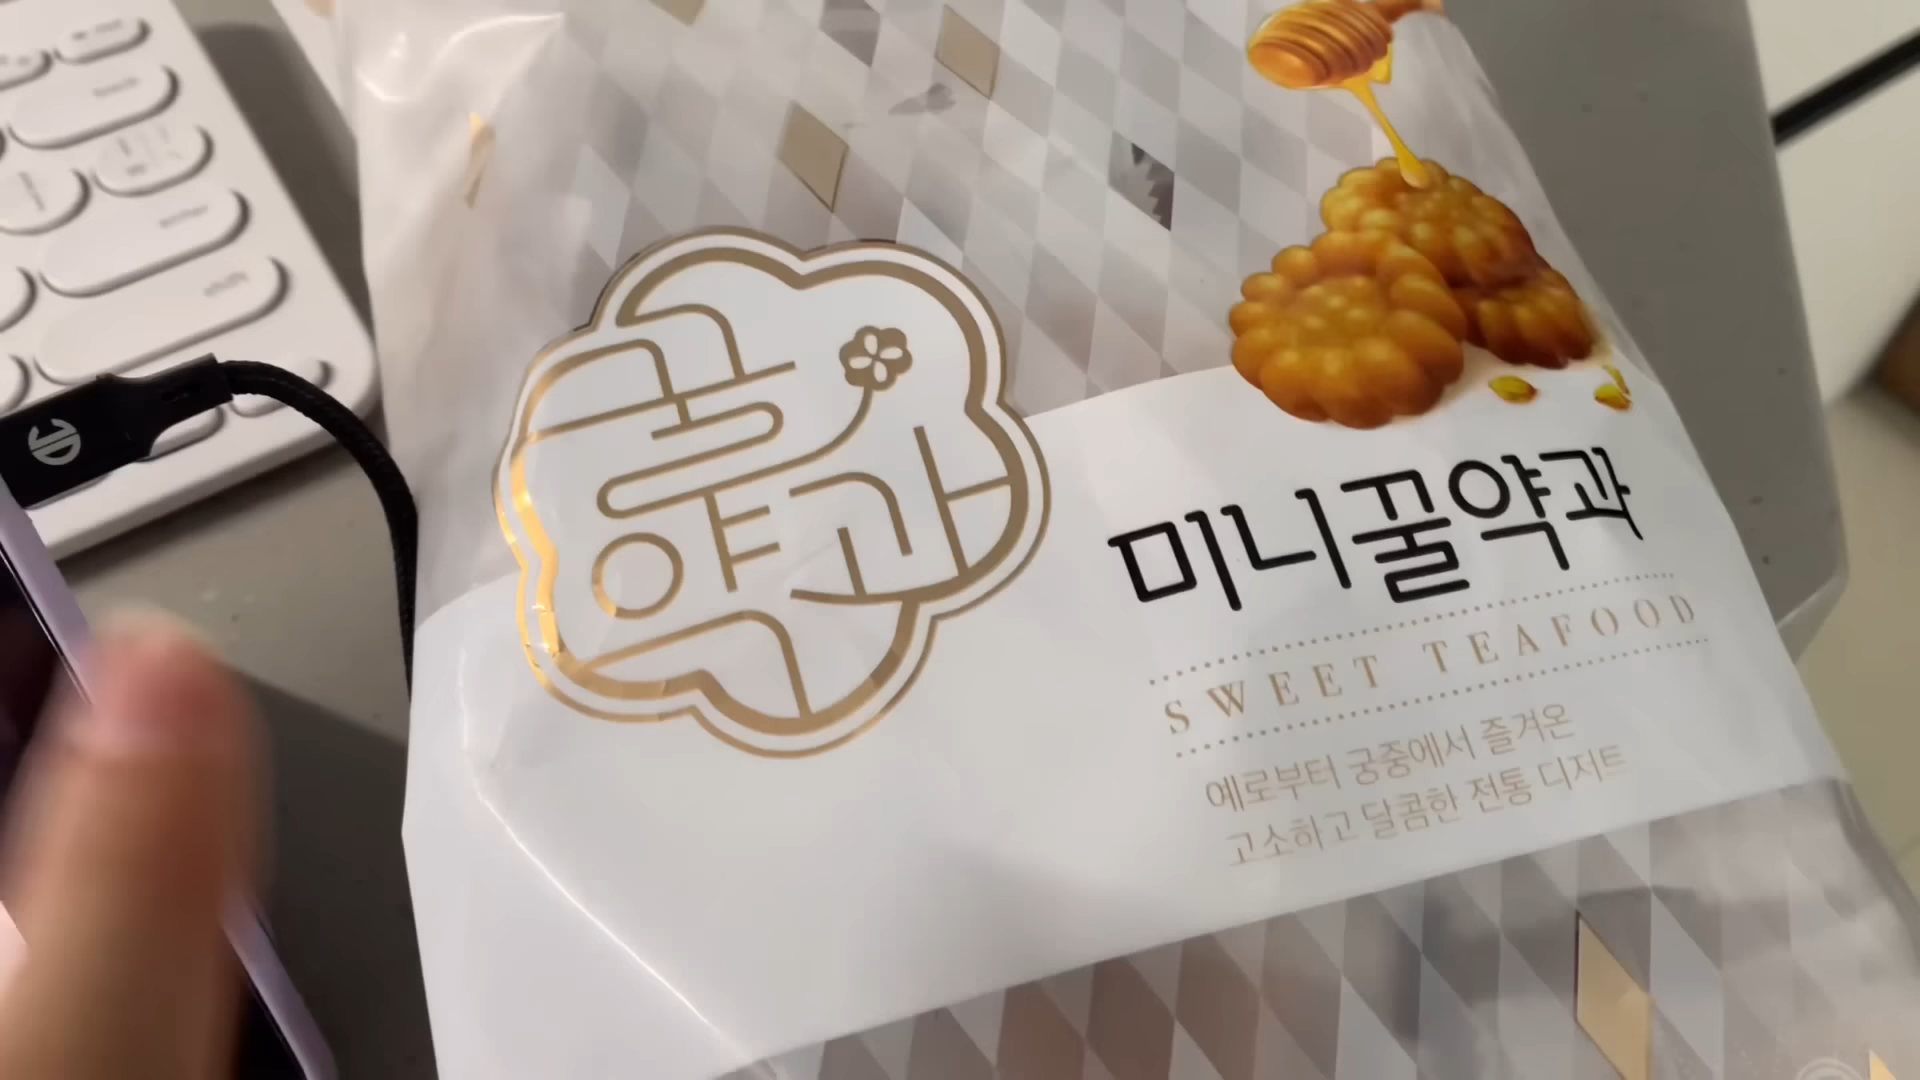 꿀
약과
미니꿀약과
SWEET TEAFOOD
예로부터 궁중에서 즐겨온
고소하고 달콤한 전통 디저트
shift